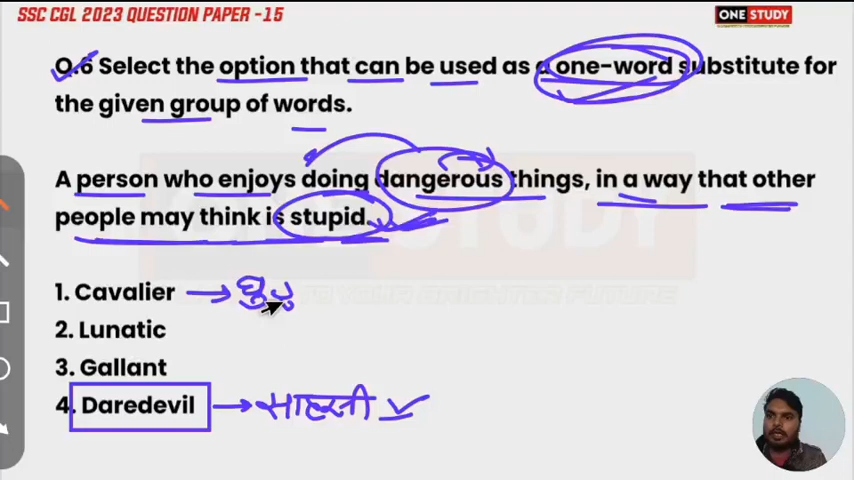 SSC CGL 2023 QUESTION PAPER -15
ONE STUDY
Q.6 Select the option that can be used as a one-word substitute for
the given group of words.
A person who enjoys doing dangerous things, in a way that other
people may think is stupid.
1. Cavalier
2. Lunatic
3. Gallant
4. Daredevil → साहसी